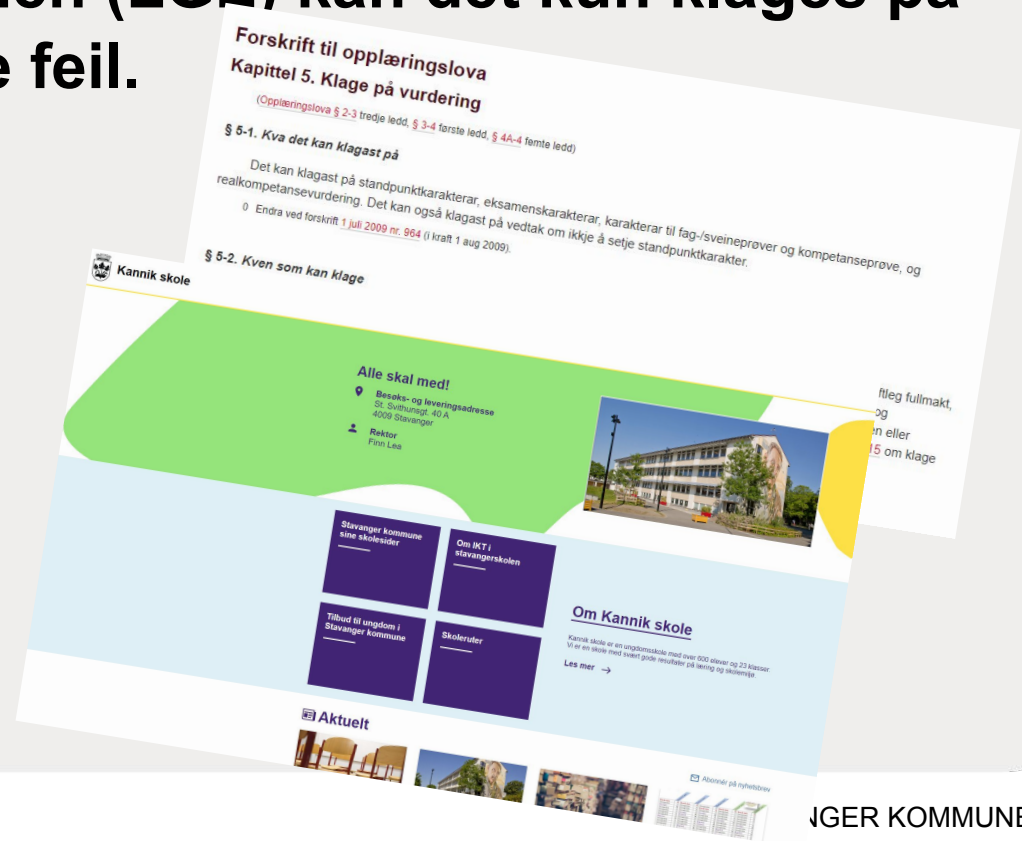 (LGE) kan det kun klages på
feil.
Forskrift til opplæringslova
Kapittel 5. Klage på vurdering
(Opplæringslova § 2-3 tredje ledd, § 3-4 første ledd, § 4A-4 femte ledd)
§ 5-1. Kva det kan klagast på
Det kan klagast på standpunktkarakterar, eksamenskarakterar, karakterar til fag-/sveineprøver og kompetanseprøve, og
realkompetansevurdering. Det kan også klagast på vedtak om ikkje å setje standpunktkarakter.
0 Endra ved forskrift 1 juli 2009 nr. 964 (i kraft 1 aug 2009).
§ 5-2. Kven som kan klage
ftleg fullmakt,
og
en eller
15 om klage
Kannik skole
Alle skal med!
Besøks- og leveringsadresse
St. Svithunsgt. 40 A
4009 Stavanger
Rektor
Finn Lea
Stavanger kommune
sine skolesider
Om IKT i
stavangerskolen
Tilbud til ungdom i
Stavanger kommune
Skoleruter
Om Kannik skole
Kannik skole er en ungdomsskole med over 600 elever og 23 klasser.
Vi er en skole med svært gode resultater på læring og skolemiljø.
Les mer →
Aktuelt
Abonnér på nyhetsbrev
NGER KOMMUNE